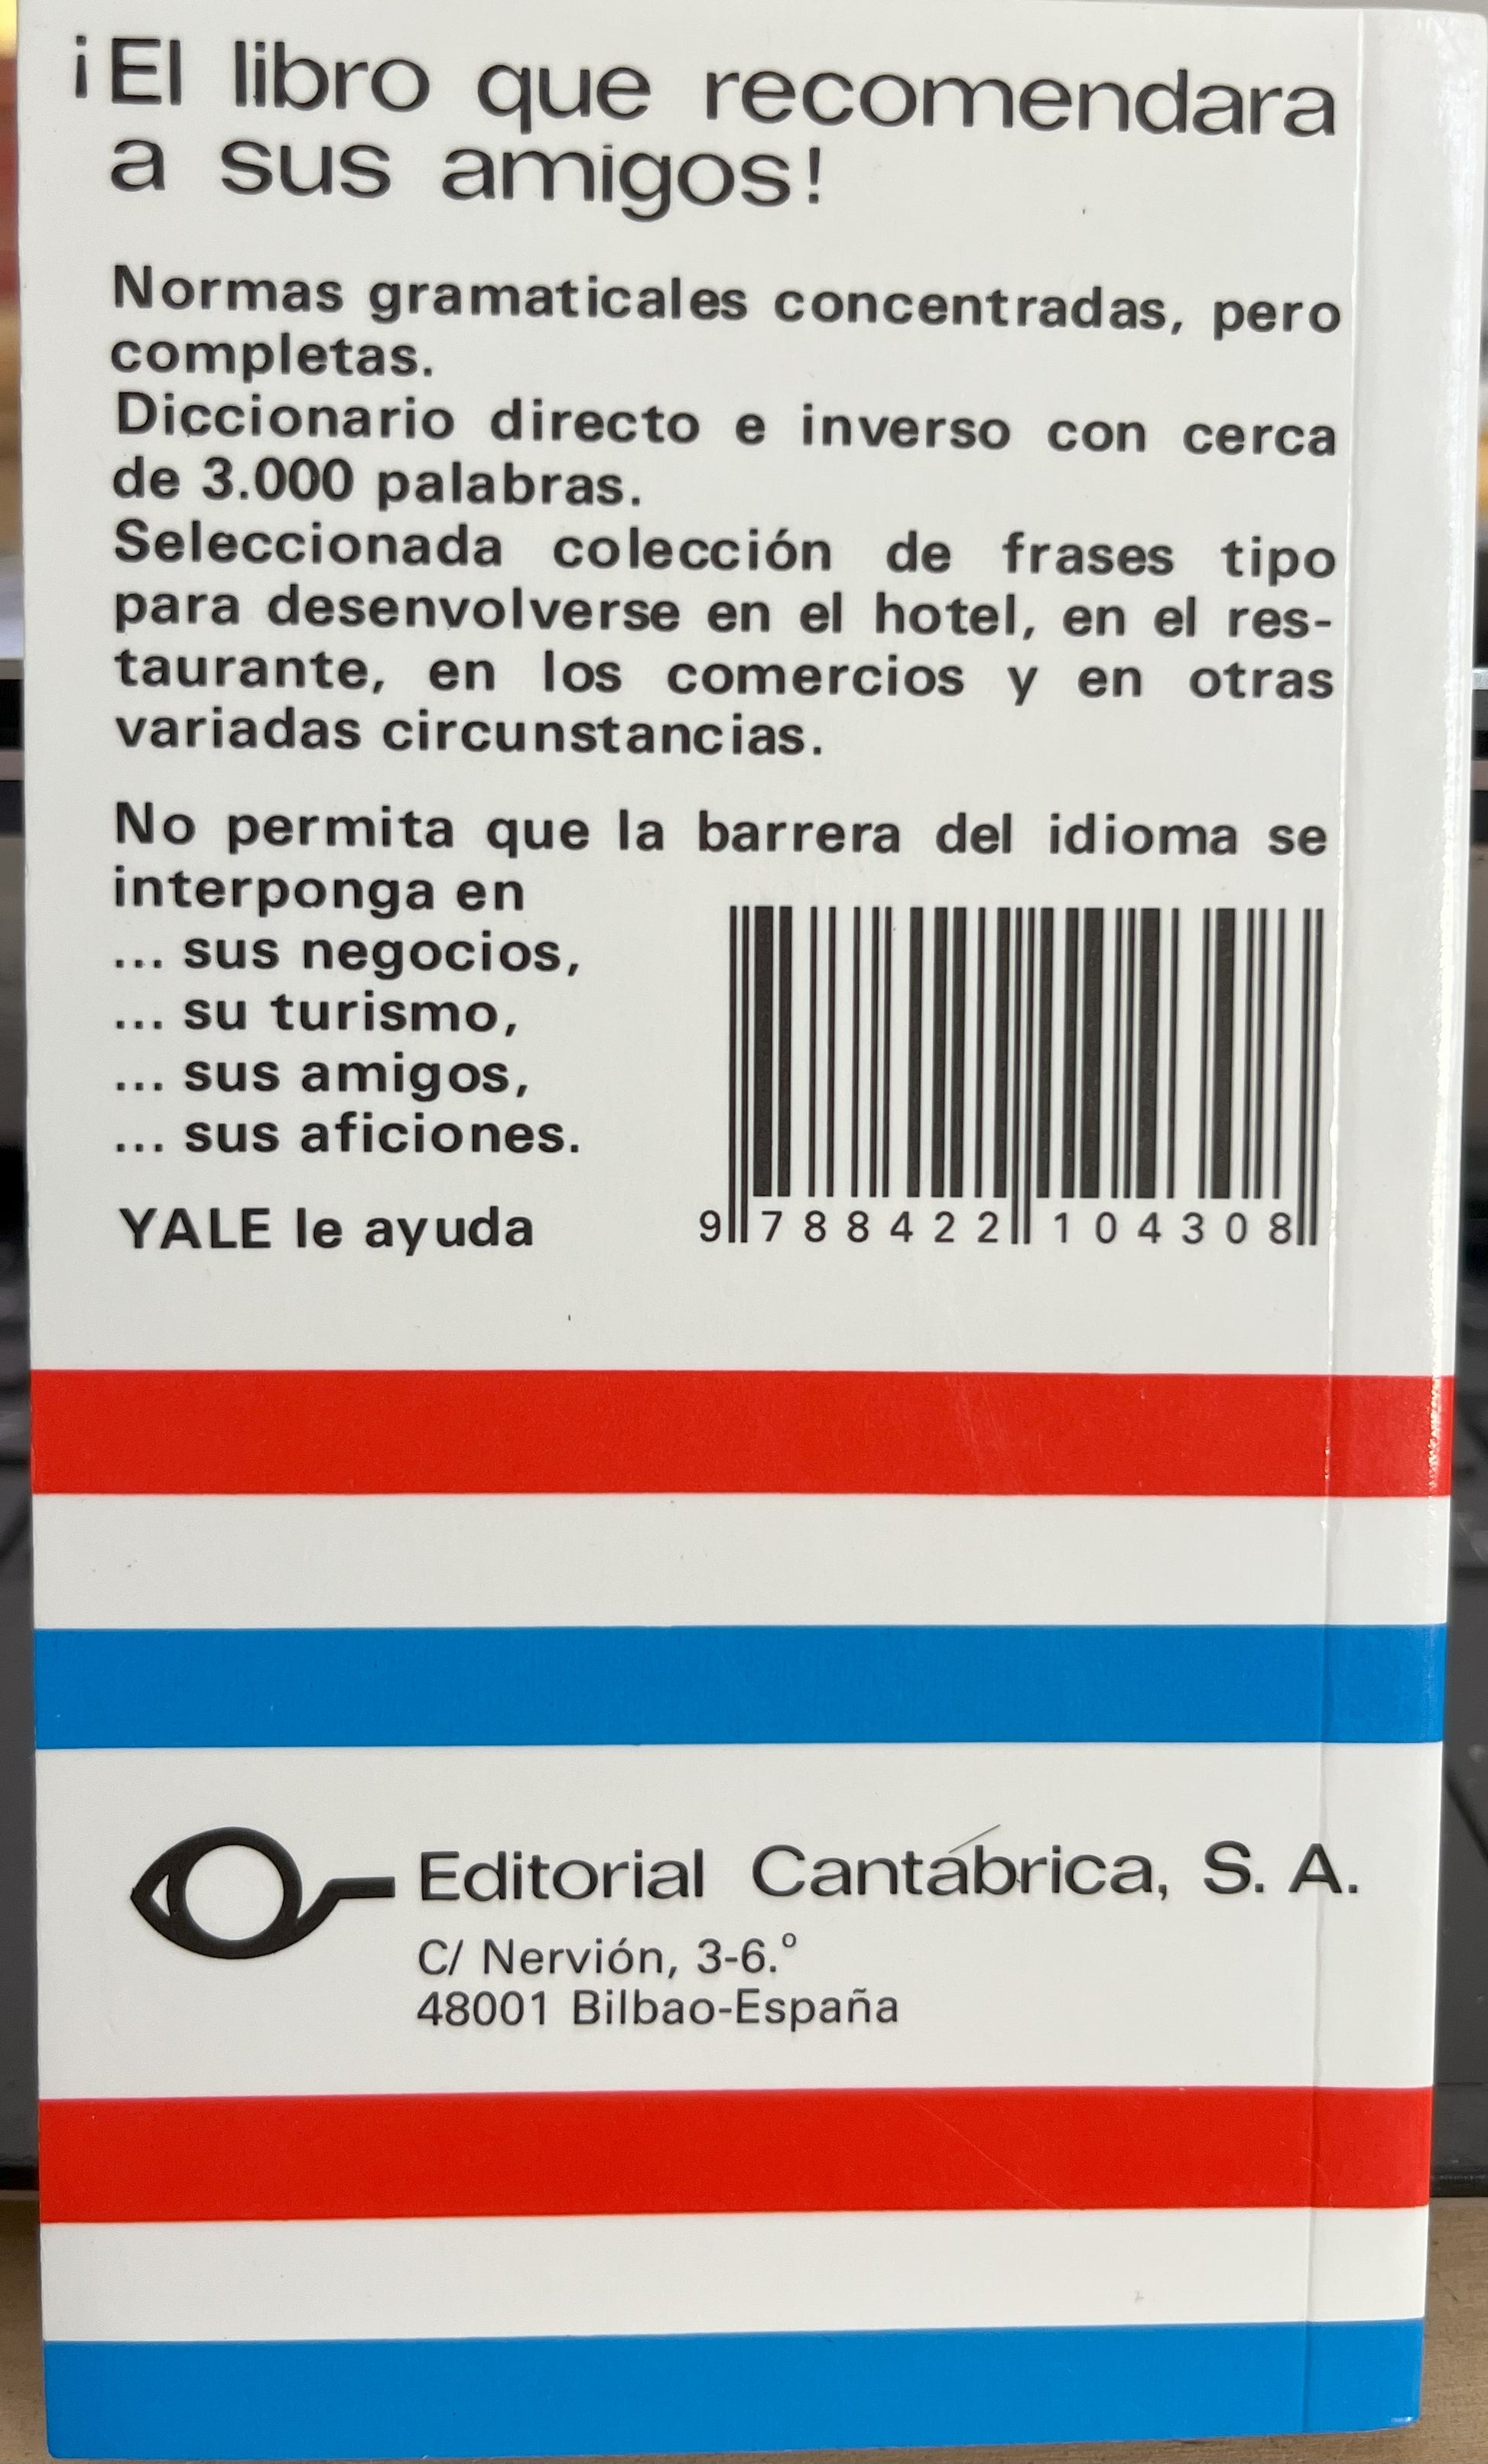 ¡El libro que recomendara
a sus amigos!
Normas gramaticales concentradas, pero
completas.
Diccionario directo e inverso con cerca
de 3.000 palabras.
Seleccionada colección de frases tipo
para desenvolverse en el hotel, en el res-
taurante, en los comercios y en otras
variadas circunstancias.
No permita que la barrera del idioma se
interponga en
... sus negocios,
... su turismo,
... sus amigos,
... sus aficiones.
YALE le ayuda
9 788422 104308
Editorial Cantábrica, S. A.
C/ Nervión, 3-6.º
48001 Bilbao-España